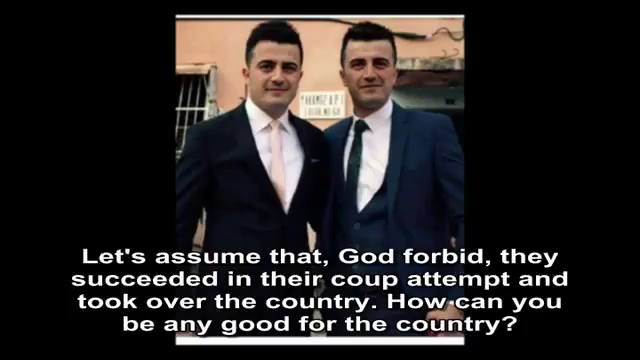 Let's assume that, God forbid, they
succeeded in their coup attempt and
took over the country. How can you
be any good for the country?